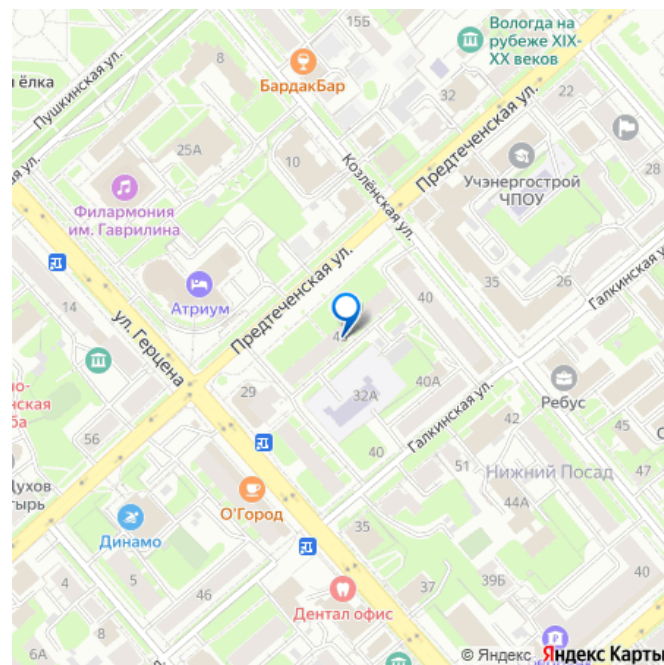 15Б
Вологда на
рубеже XIX-
XX веков
ёлка
Пушкинская ул.
8
БардакБар
32
22
Предтеченская ул.
28
25А
10
Козлёнская ул.
Учэнергострой
ЧПОУ
ул.
Филармония
им. Гаврилина
35
26
Галкинская ул.
14
Атриум
Предтеченская ул.
40
ул. Герцена
29
32А
40А
Галкинская ул.
Ребус
56
42
45
40
51
Нижний Посад
47
О'Город
44А
Динамо
35
4
5
46
37
39Б
40
Дентал офис
6А
8
© Яндекс Яндекс Карты